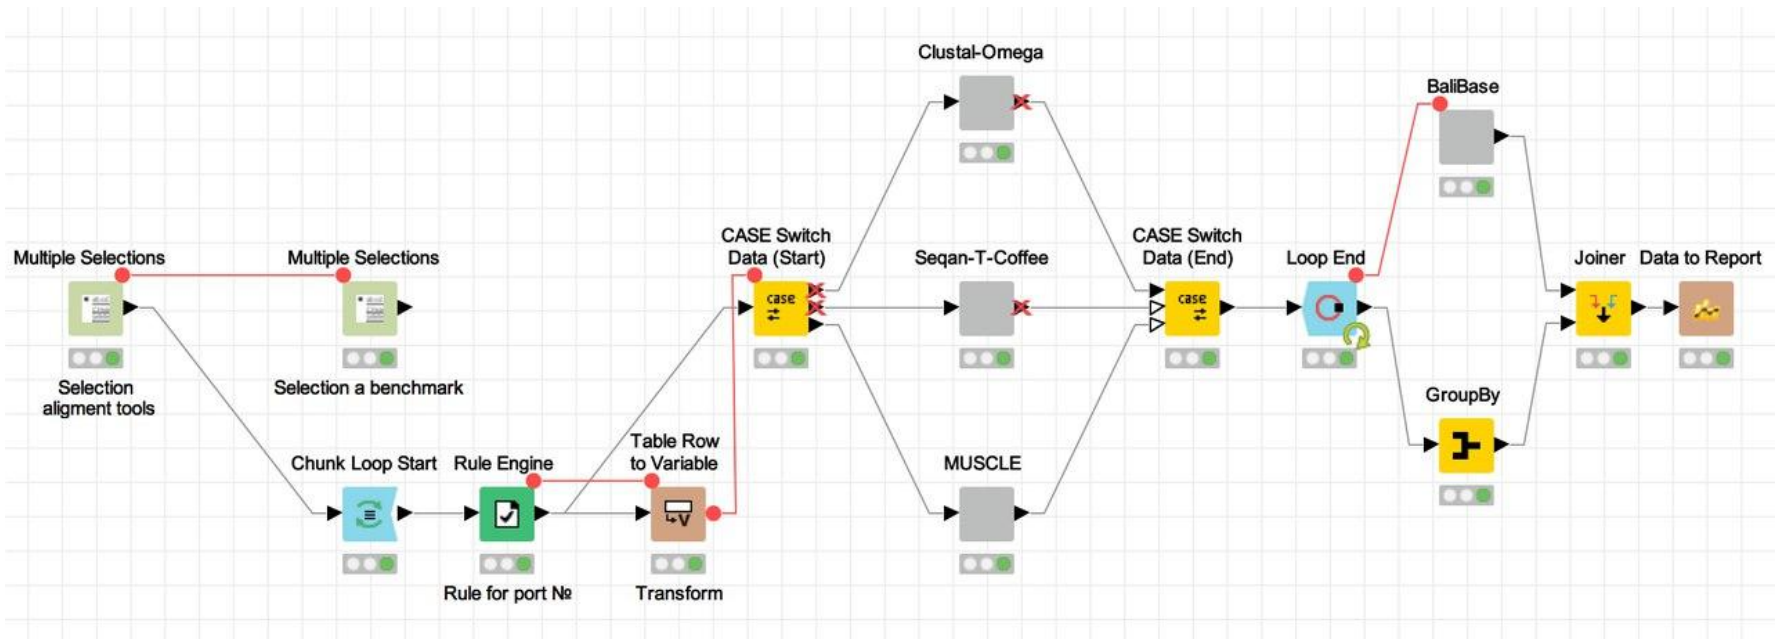 Clustal-Omega
BaliBase
Multiple Selections
Multiple Selections
CASE Switch
Data (Start)
Seqan-T-Coffee
CASE Switch
Data (End)
Loop End
Joiner
Data to Report
case
case
Selection
aligment tools
Selection a benchmark
GroupBy
Chunk Loop Start
Rule Engine
Table Row
to Variable
MUSCLE
V
Rule for port №
Transform